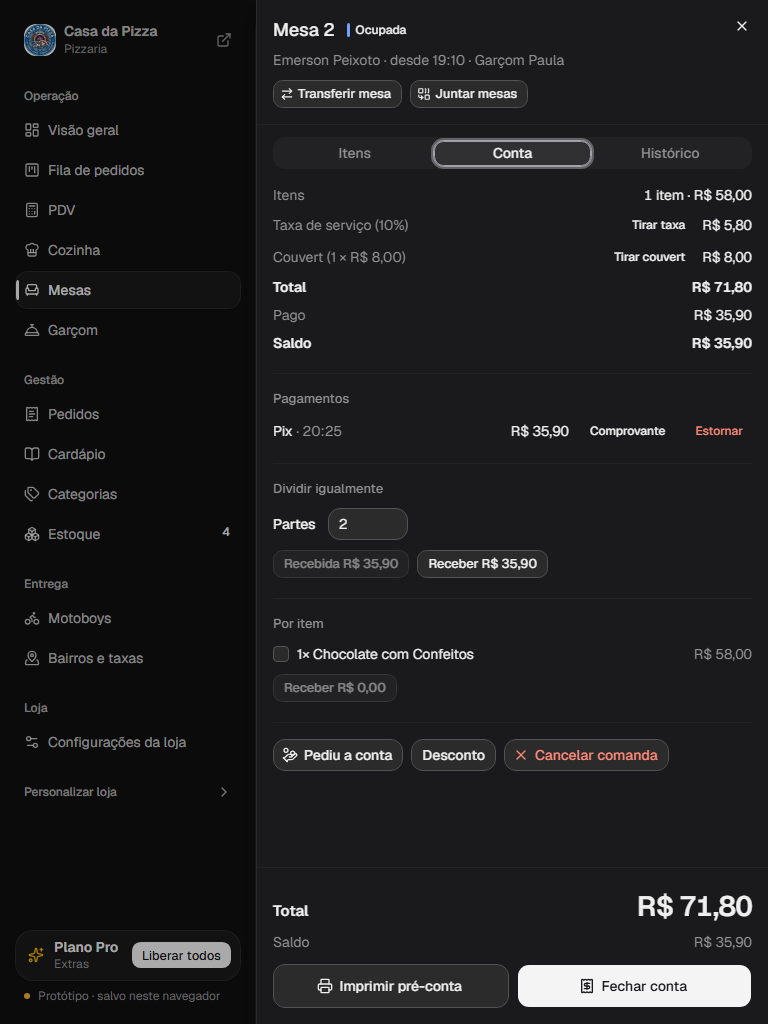 Casa da Pizza
Pizzaria
Operação
Visão geral
Fila de pedidos
PDV
Cozinha
Mesas
Garçom
Gestão
Pedidos
Cardápio
Categorias
Estoque 4
Entrega
Motoboys
Bairros e taxas
Loja
Configurações da loja
Personalizar loja
Plano Pro
Extras
Liberar todos
Protótipo · salvo neste navegador
Mesa 2 Ocupada
Emerson Peixoto · desde 19:10 · Garçom Paula
Transferir mesa Juntar mesas
Itens Conta Histórico
Itens 1 item · R$ 58,00
Taxa de serviço (10%) Tirar taxa R$ 5,80
Couvert (1 × R$ 8,00) Tirar couvert R$ 8,00
Total R$ 71,80
Pago R$ 35,90
Saldo R$ 35,90
Pagamentos
Pix · 20:25 R$ 35,90 Comprovante Estornar
Dividir igualmente
Partes 2
Recebida R$ 35,90 Receber R$ 35,90
Por item
1× Chocolate com Confeitos R$ 58,00
Receber R$ 0,00
Pediu a conta Desconto Cancelar comanda
Total R$ 71,80
Saldo R$ 35,90
Imprimir pré-conta Fechar conta